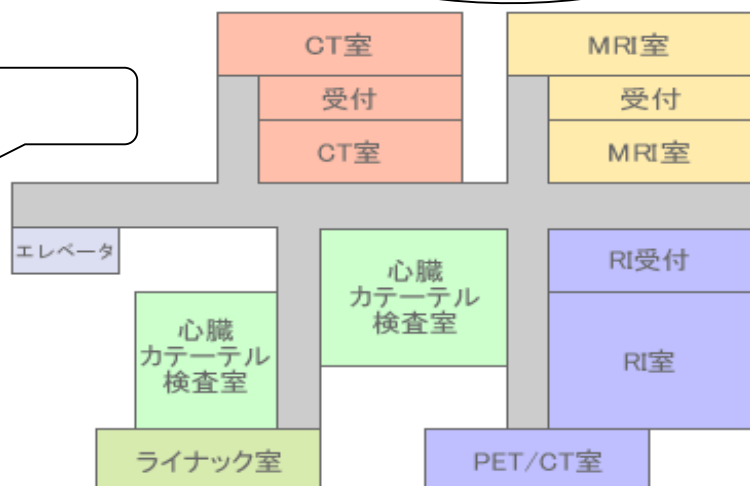 CT室
MRI室
受付
受付
CT室
MRI室
エレベータ
心臓
カテーテル
検査室
RI受付
心臓
カテーテル
検査室
RI室
ライナック室
PET/CT室